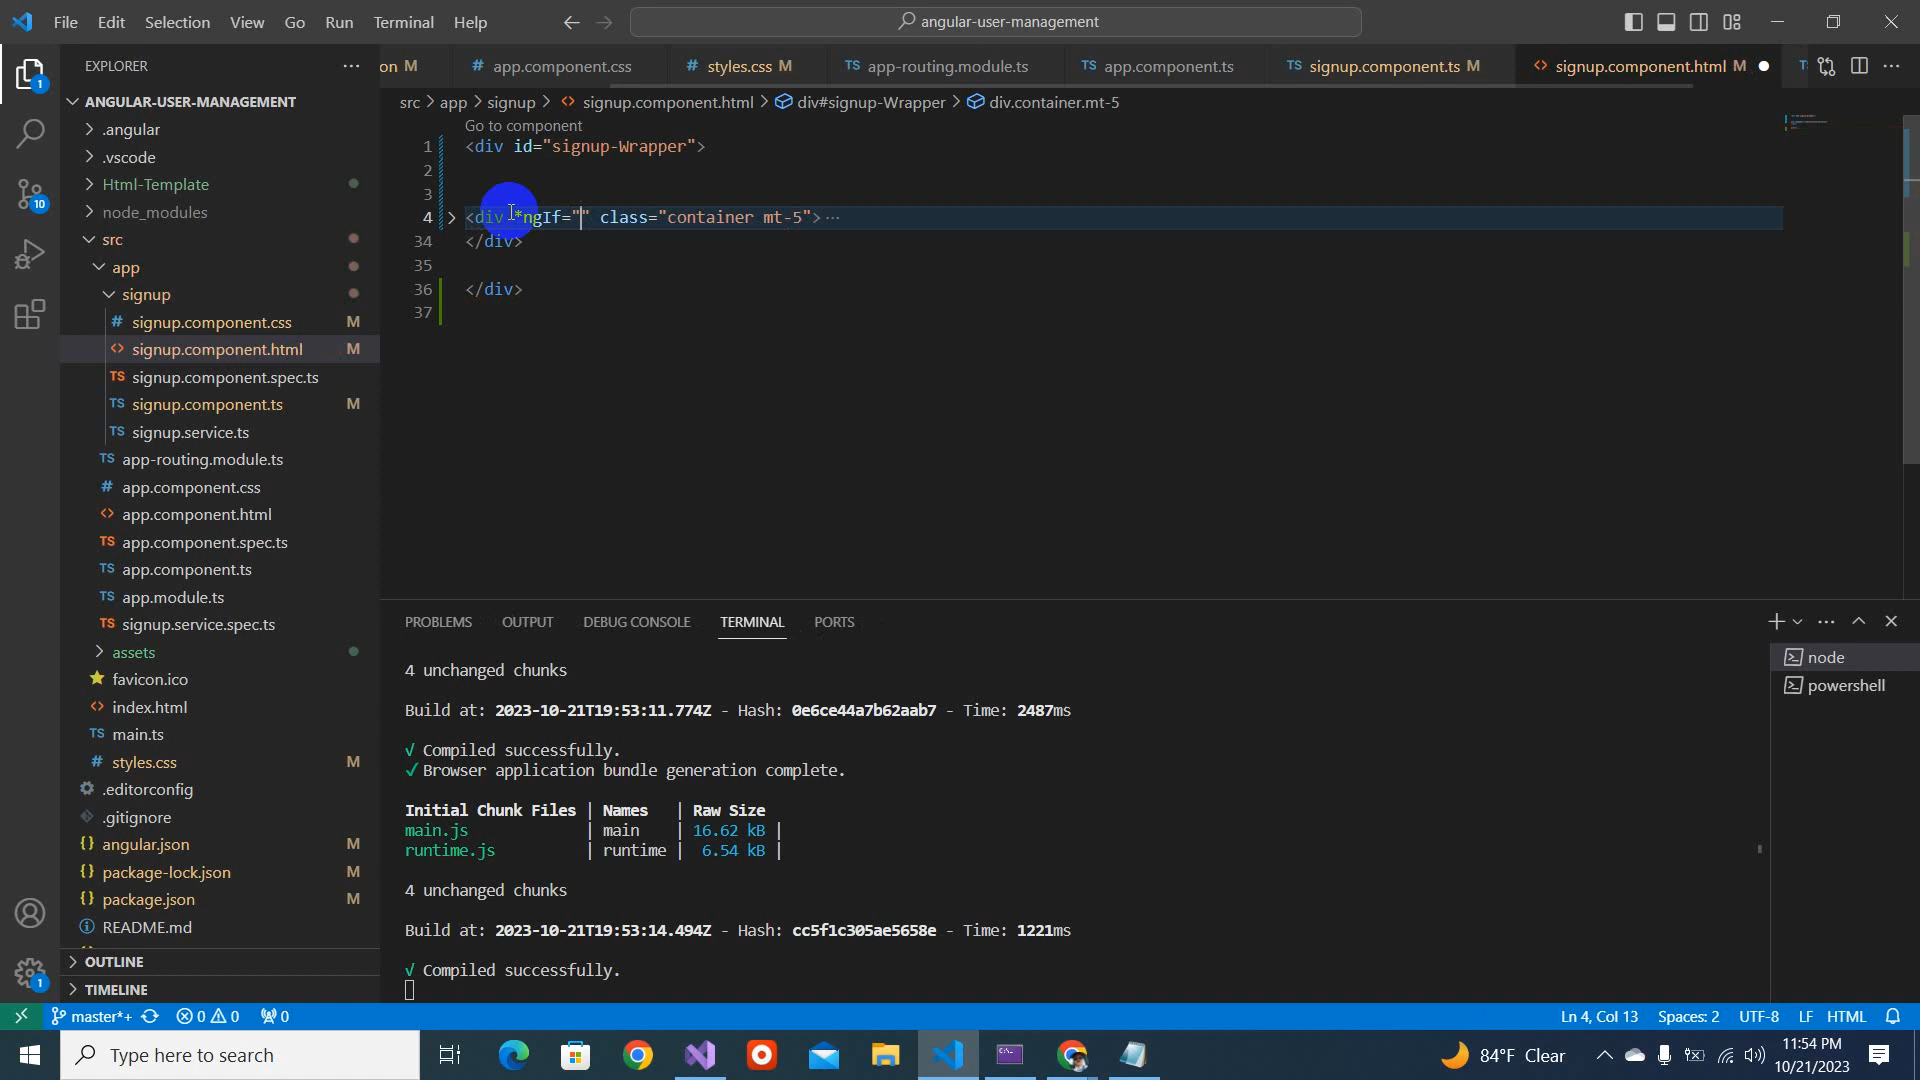 File Edit Selection View Go Run Terminal Help
angular-user-management
EXPLORER
ANGULAR-USER-MANAGEMENT
.angular
.vscode
Html-Template
node_modules
src
app
signup
signup.component.css M
signup.component.html M
signup.component.spec.ts
signup.component.ts M
signup.service.ts
app-routing.module.ts
app.component.css
app.component.html
app.component.spec.ts
app.component.ts
app.module.ts
signup.service.spec.ts
assets
favicon.ico
index.html
main.ts
styles.css M
.editorconfig
.gitignore
angular.json M
package-lock.json M
package.json M
README.md
OUTLINE
TIMELINE
on M app.component.css styles.css M app-routing.module.ts app.component.ts signup.component.ts M signup.component.html M
src > app > signup > signup.component.html > div#signup-Wrapper > div.container.mt-5
Go to component
1 <div id="signup-Wrapper">
2
3
4 <div *ngIf="" class="container mt-5"> ···
34 </div>
35
36 </div>
37
PROBLEMS OUTPUT DEBUG CONSOLE TERMINAL PORTS
4 unchanged chunks
Build at: 2023-10-21T19:53:11.774Z - Hash: 0e6ce44a7b62aab7 - Time: 2487ms
√ Compiled successfully.
✓ Browser application bundle generation complete.
Initial Chunk Files | Names | Raw Size
main.js | main | 16.62 kB |
runtime.js | runtime | 6.54 kB |
4 unchanged chunks
Build at: 2023-10-21T19:53:14.494Z - Hash: cc5f1c305ae5658e - Time: 1221ms
√ Compiled successfully.
node
powershell
1
10
1
master*+ 0 0 0 Ln 4, Col 13 Spaces: 2 UTF-8 LF HTML
Type here to search
84°F Clear
11:54 PM
10/21/2023